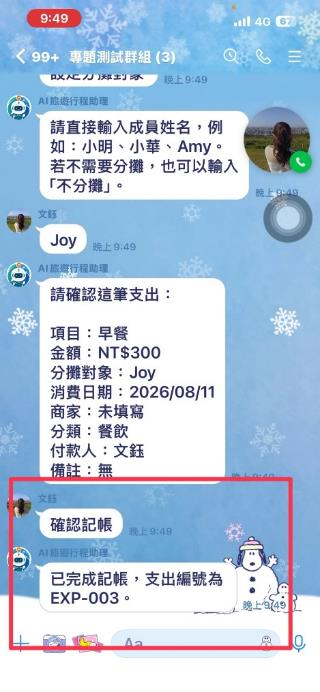 9:49
4G 67
99+ 專題測試群組 (3)
設定分攤對象
晚上9:49
AI旅遊行程助理
請直接輸入成員姓名，例
如：小明、小華、Amy。
若不需要分攤，也可以輸入
「不分攤」。
晚上9:49
文鈺
Joy
晚上9:49
AI旅遊行程助理
請確認這筆支出：
項目：早餐
金額：NT$300
分攤對象：Joy
消費日期：2026/08/11
商家：未填寫
分類：餐飲
付款人：文鈺
備註：無
晚上9:49
文鈺
確認記帳
晚上9:49
AI旅遊行程助理
已完成記帳，支出編號為
EXP-003。
晚上9:49
Aa